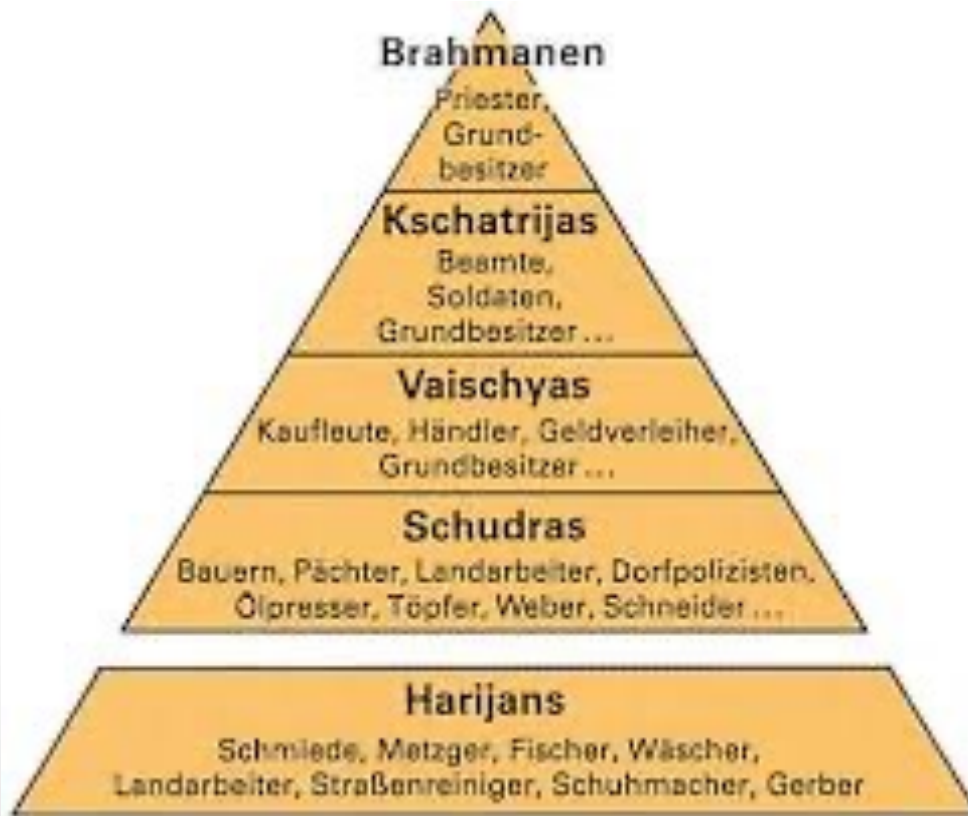 Brahmanen
Priester,
Grund-
besitzer
Kschatrijas
Beamte,
Soldaten,
Grundbesitzer ...
Vaischyas
Kaufleute, Händler, Geldverleiher,
Grundbesitzer ...
Schudras
Bauern, Pächter, Landarbeiter, Dorfpolizisten,
Ölpresser, Töpfer, Weber, Schneider ...
Harijans
Schmiede, Metzger, Fischer, Wäscher,
Landarbeiter, Straßenreiniger, Schuhmacher, Gerber